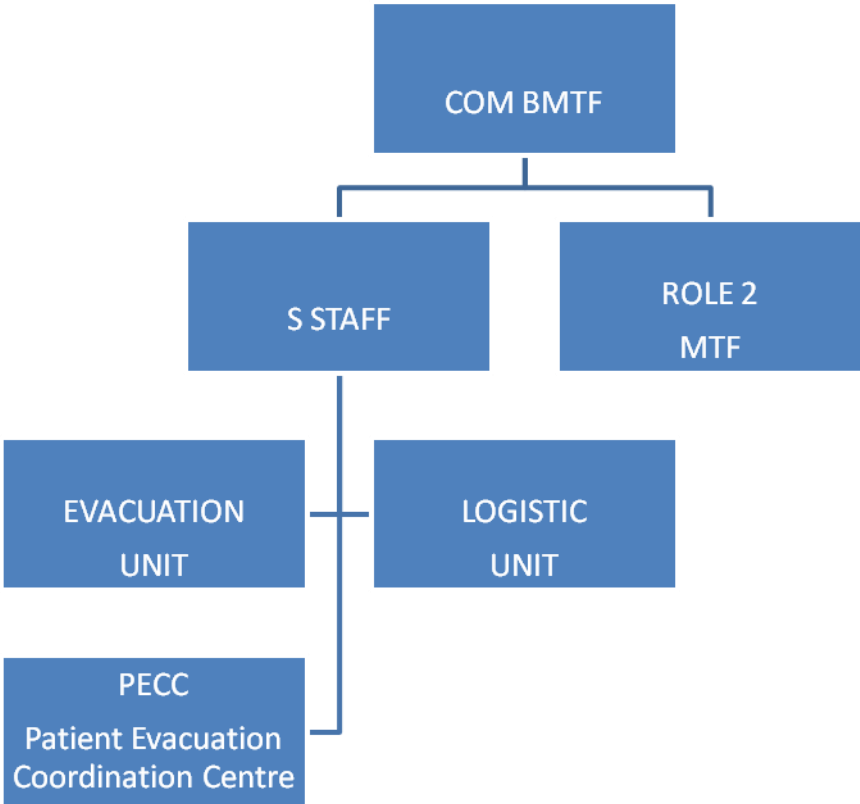 COM BMTF
S STAFF
ROLE 2
MTF
EVACUATION
UNIT
LOGISTIC
UNIT
PECC
Patient Evacuation
Coordination Centre